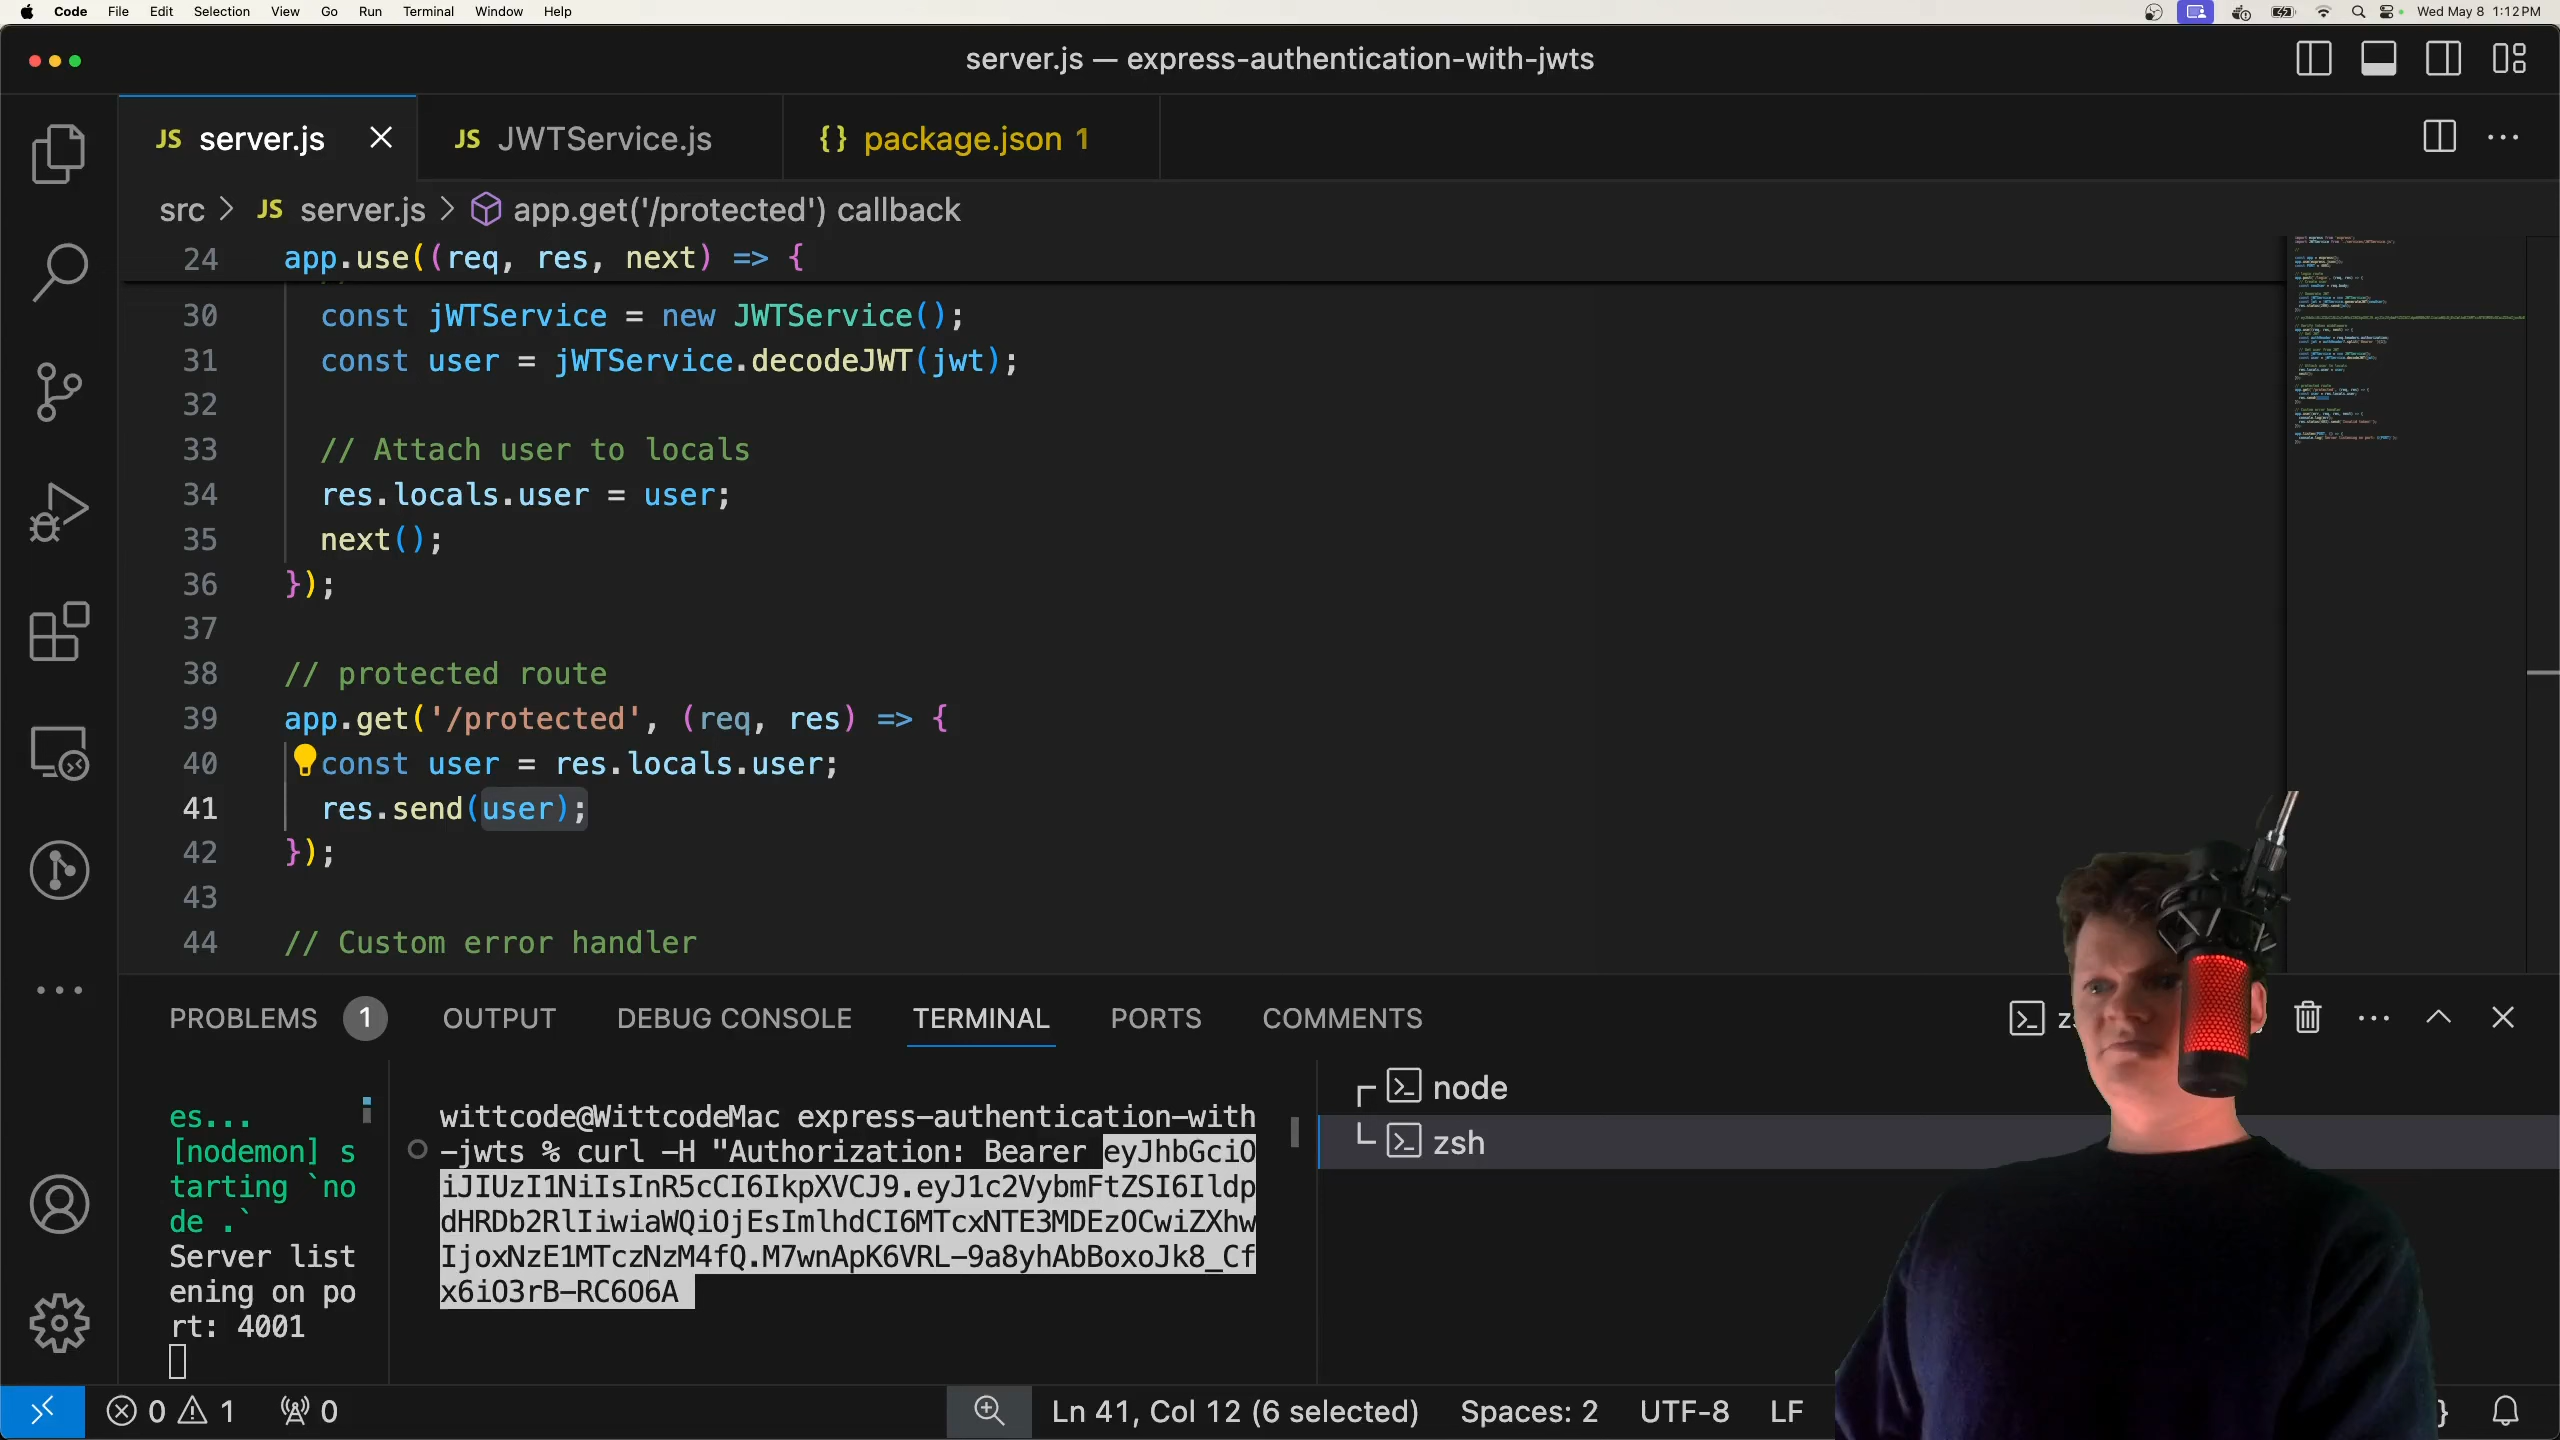 Code File Edit Selection View Go Run Terminal Window Help
Wed May 8 1:12 PM
server.js — express-authentication-with-jwts
JS server.js
JS JWTService.js
{} package.json 1
src > JS server.js > app.get('/protected') callback
24 app.use((req, res, next) => {
30 const jWTService = new JWTService();
31 const user = jWTService.decodeJWT(jwt);
32
33 // Attach user to locals
34 res.locals.user = user;
35 next();
36 });
37
38 // protected route
39 app.get('/protected', (req, res) => {
40 const user = res.locals.user;
41 res.send(user);
42 });
43
44 // Custom error handler
PROBLEMS 1 OUTPUT DEBUG CONSOLE TERMINAL PORTS COMMENTS
es...
[nodemon] s
tarting `no
de .`
Server list
ening on po
rt: 4001
wittcode@WittcodeMac express-authentication-with
-jwts % curl -H "Authorization: Bearer eyJhbGciO
iJIUzI1NiIsInR5cCI6IkpXVCJ9.eyJ1c2VybmFtZSI6Ildp
dHRDb2RlIiwiaWQiOjEsImlhdCI6MTcxNTE3MDEzOCwiZXhw
IjoxNzE1MTczNzM4fQ.M7wnApK6VRL-9a8yhAbBoxoJk8_Cf
x6iO3rB-RC6O6A
node
zsh
0 1 0
Ln 41, Col 12 (6 selected) Spaces: 2 UTF-8 LF